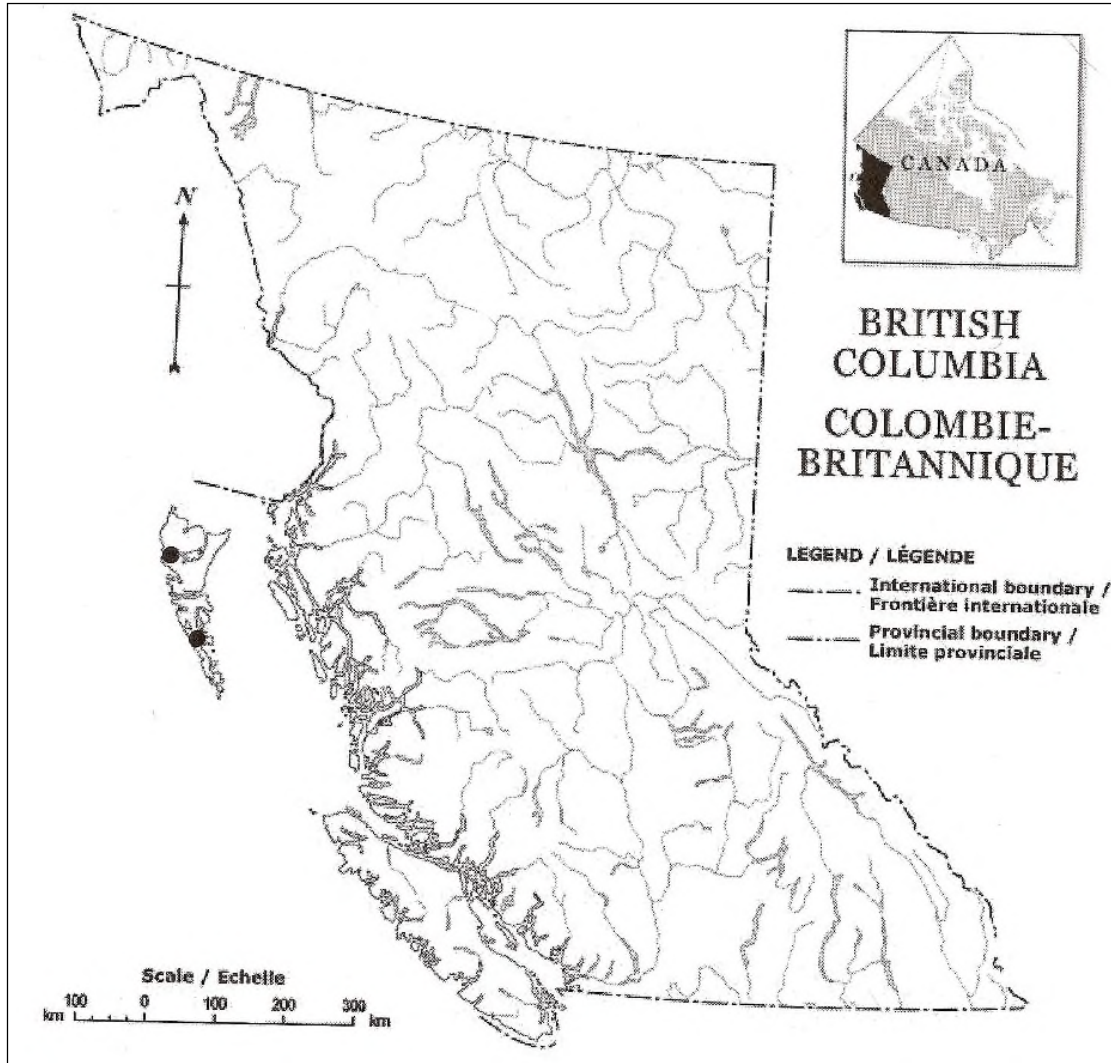 N
CANADA
BRITISH
COLUMBIA
COLOMBIE-
BRITANNIQUE
LEGEND / LÉGENDE
International boundary /
Frontière internationale
Provincial boundary /
Limite provinciale
Scale / Echelle
100 0 100 200 300
km km